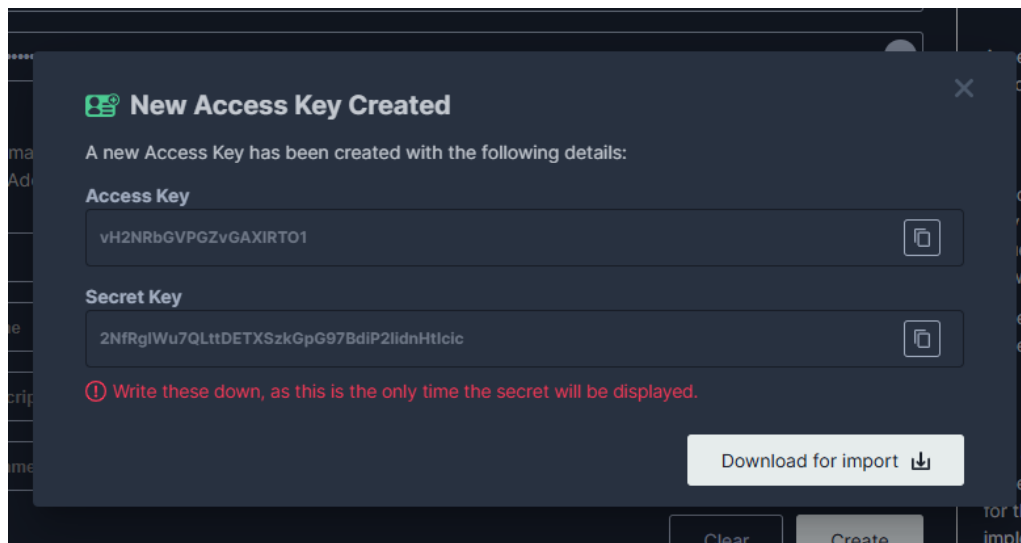 New Access Key Created
A new Access Key has been created with the following details:
Access Key
vH2NRbGVPGZvGAXIRTO1
Secret Key
2NfRglWu7QLttDETXSzkGpG97BdiP2lidnHtlcic
Write these down, as this is the only time the secret will be displayed.
Download for import
for t
Clear
Create